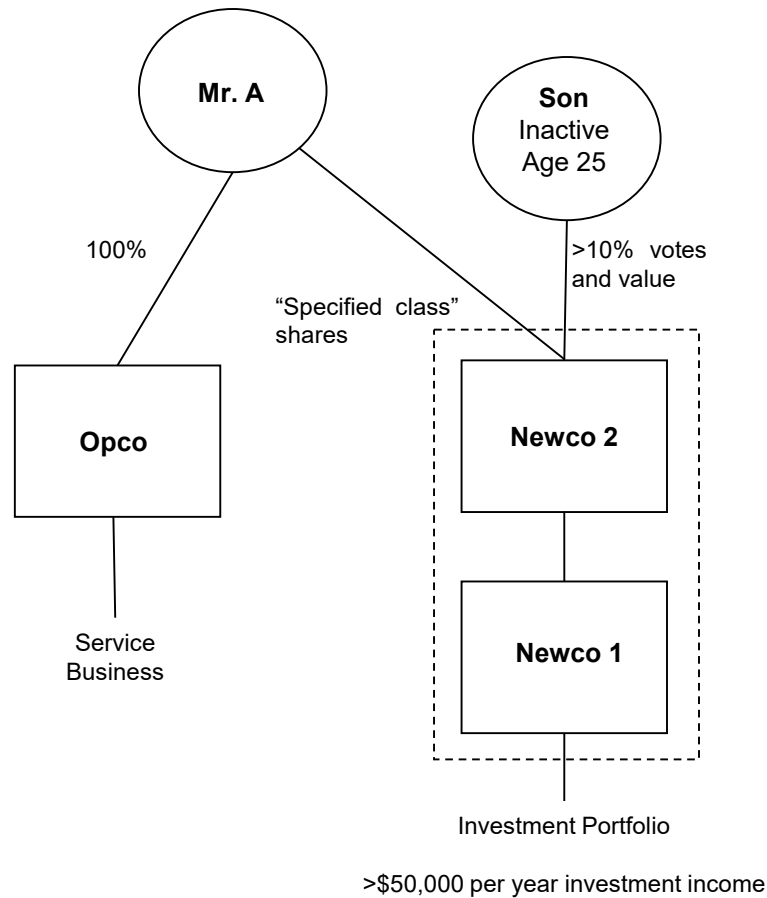 Mr. A
Son
Inactive
Age 25
100%
>10% votes
and value
“Specified class”
shares
Opco
Newco 2
Service
Business
Newco 1
Investment Portfolio
>$50,000 per year investment income